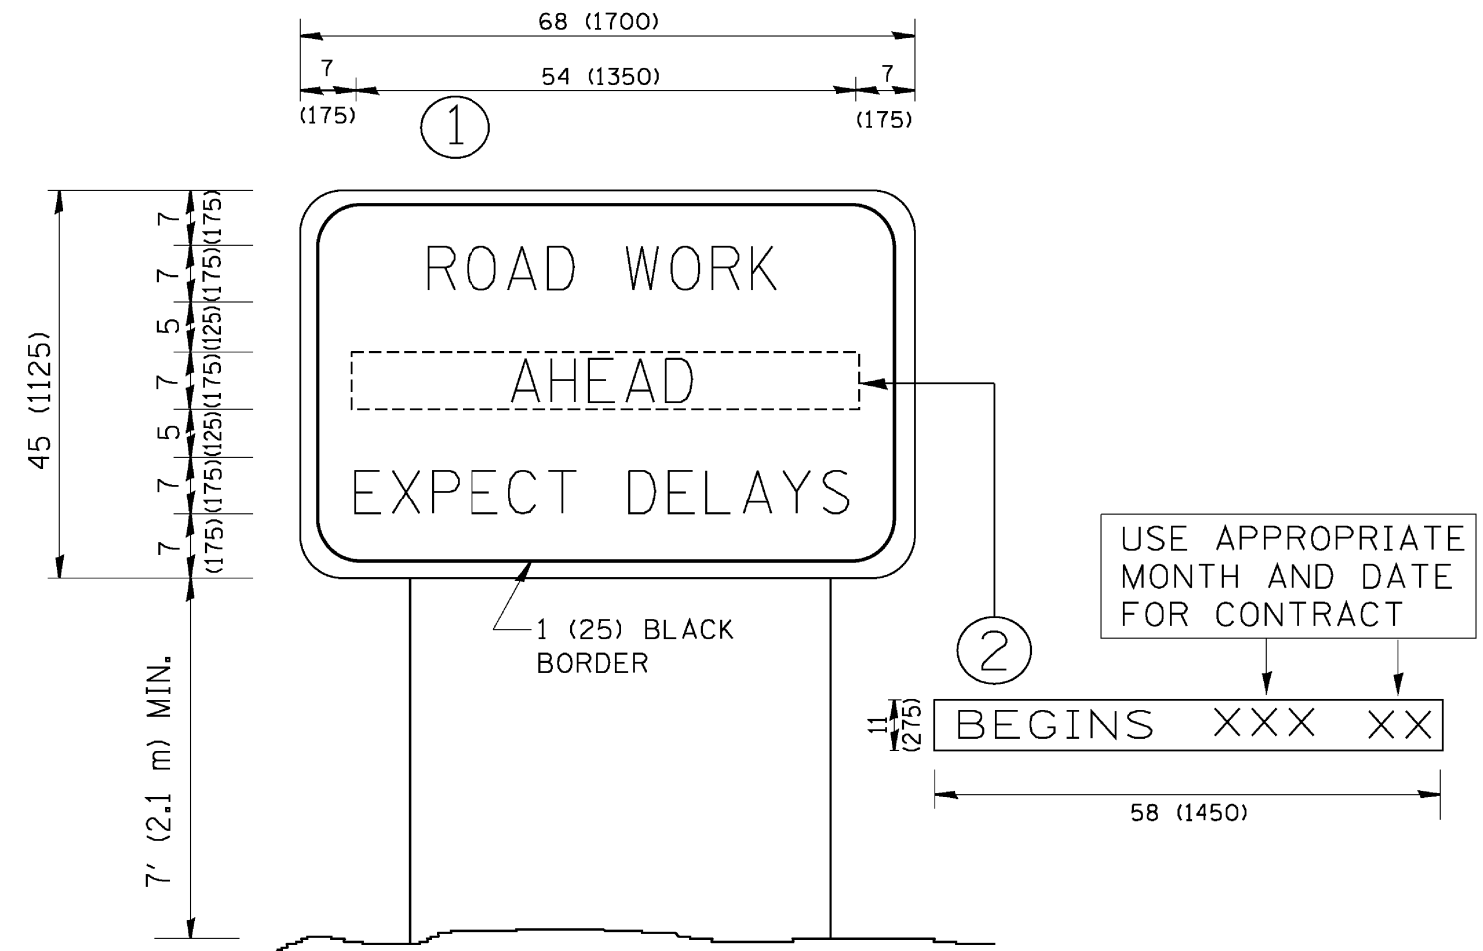 68 (1700)
7
54 (1350)
7
(175)
(175)
1
45 (1125)
7
(175)
7
(175)
5
(125)
7
(175)
5
(125)
7
(175)
7
(175)
ROAD WORK
AHEAD
EXPECT DELAYS
1 (25) BLACK
BORDER
7' (2.1 m) MIN.
USE APPROPRIATE
MONTH AND DATE
FOR CONTRACT
2
11
(275)
BEGINS XXX XX
58 (1450)